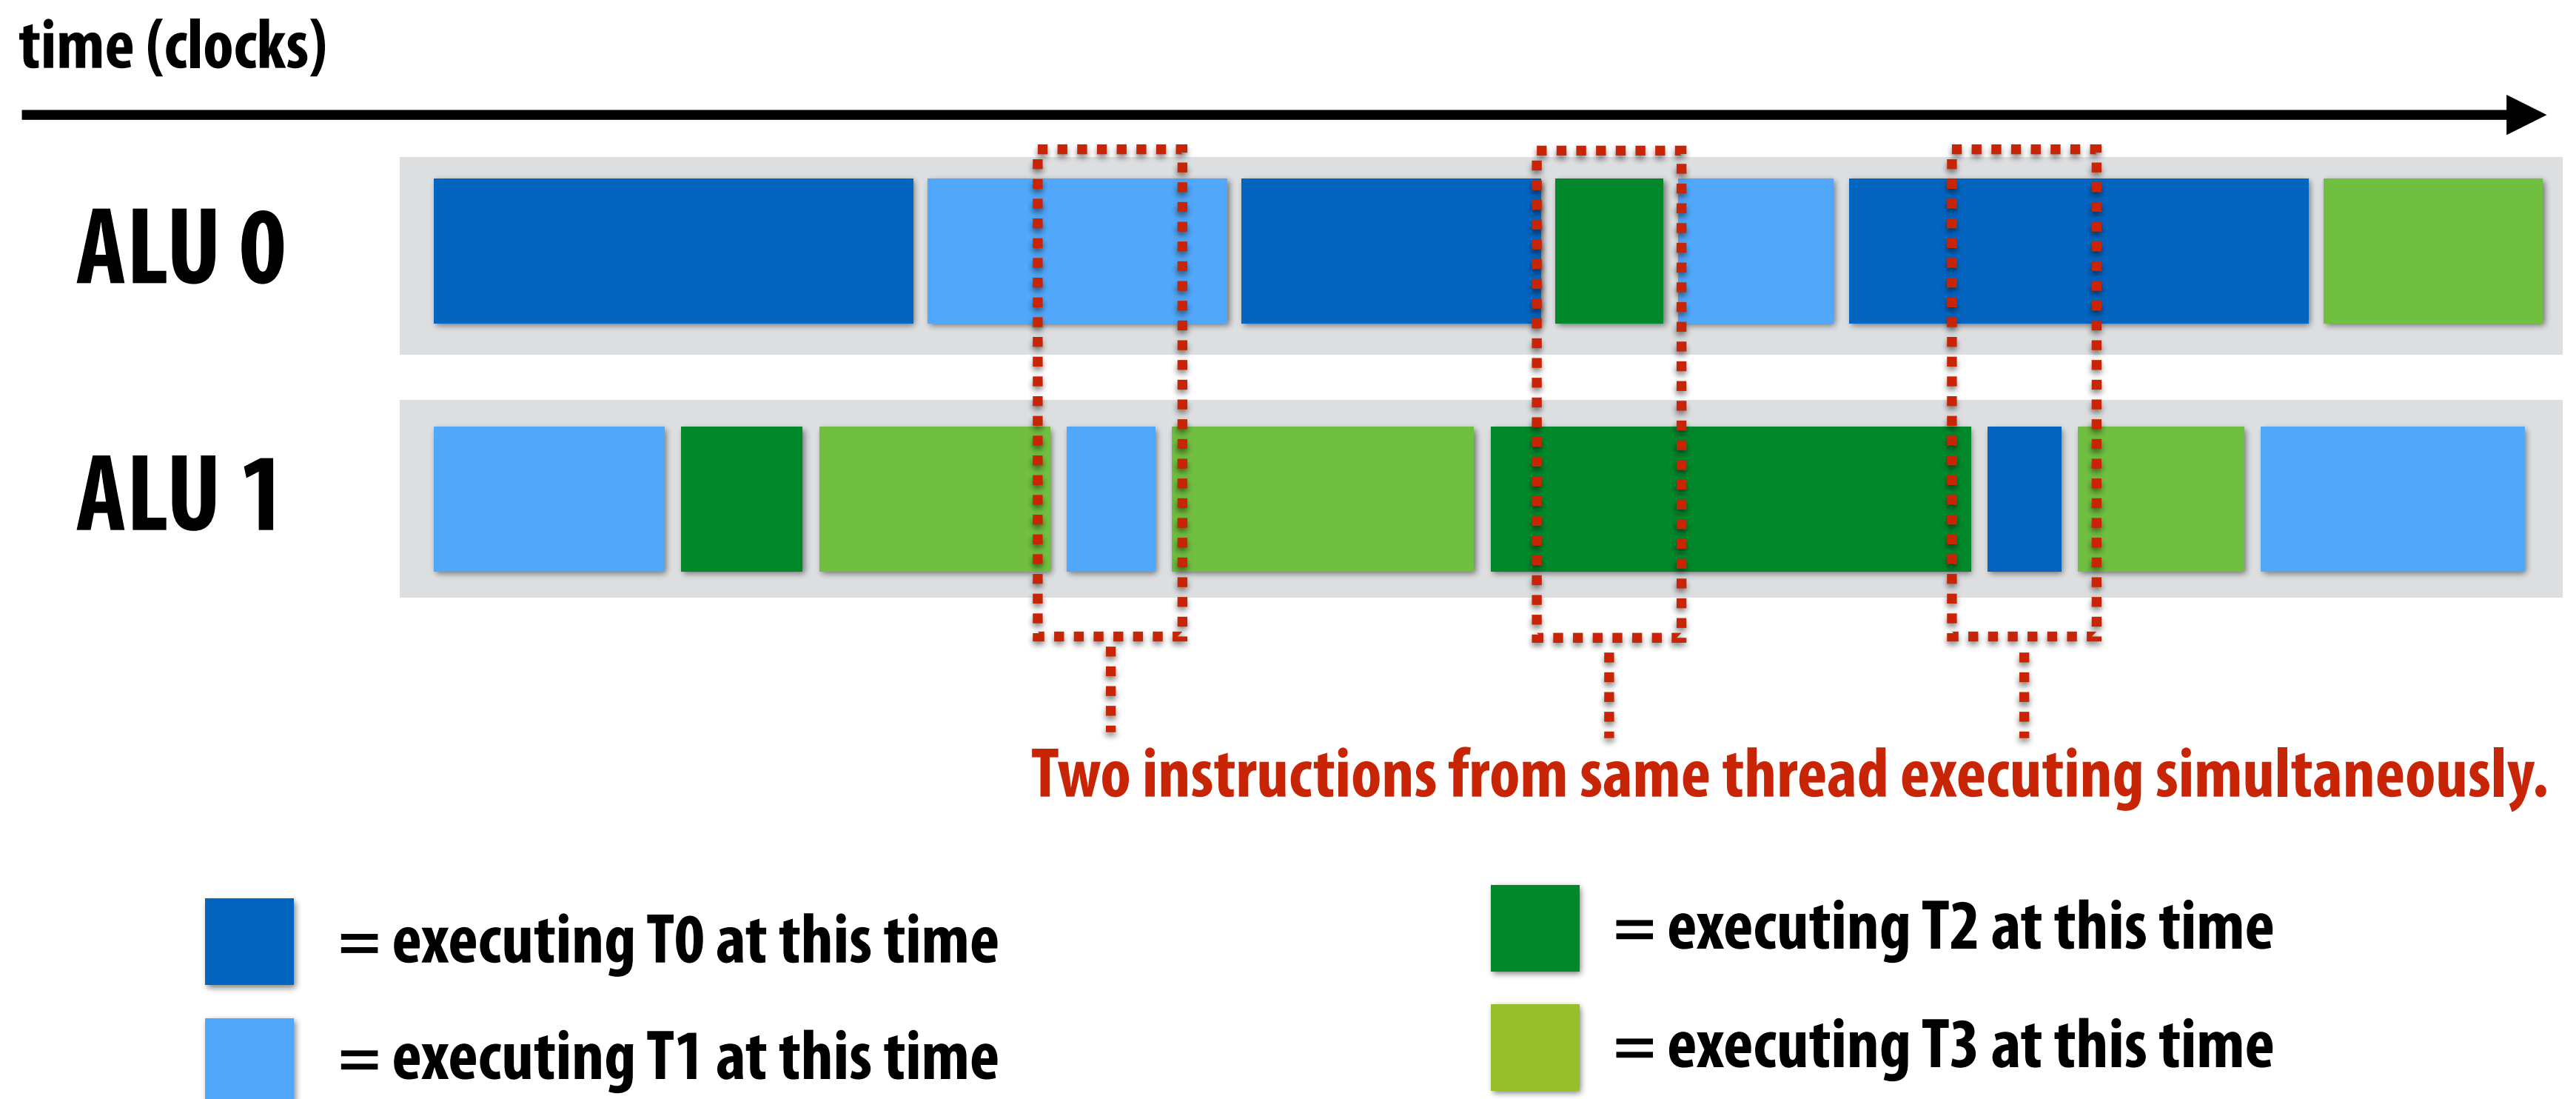 time (clocks)
ALU 0
ALU 1
Two instructions from same thread executing simultaneously.
= executing T0 at this time
= executing T1 at this time
= executing T2 at this time
= executing T3 at this time